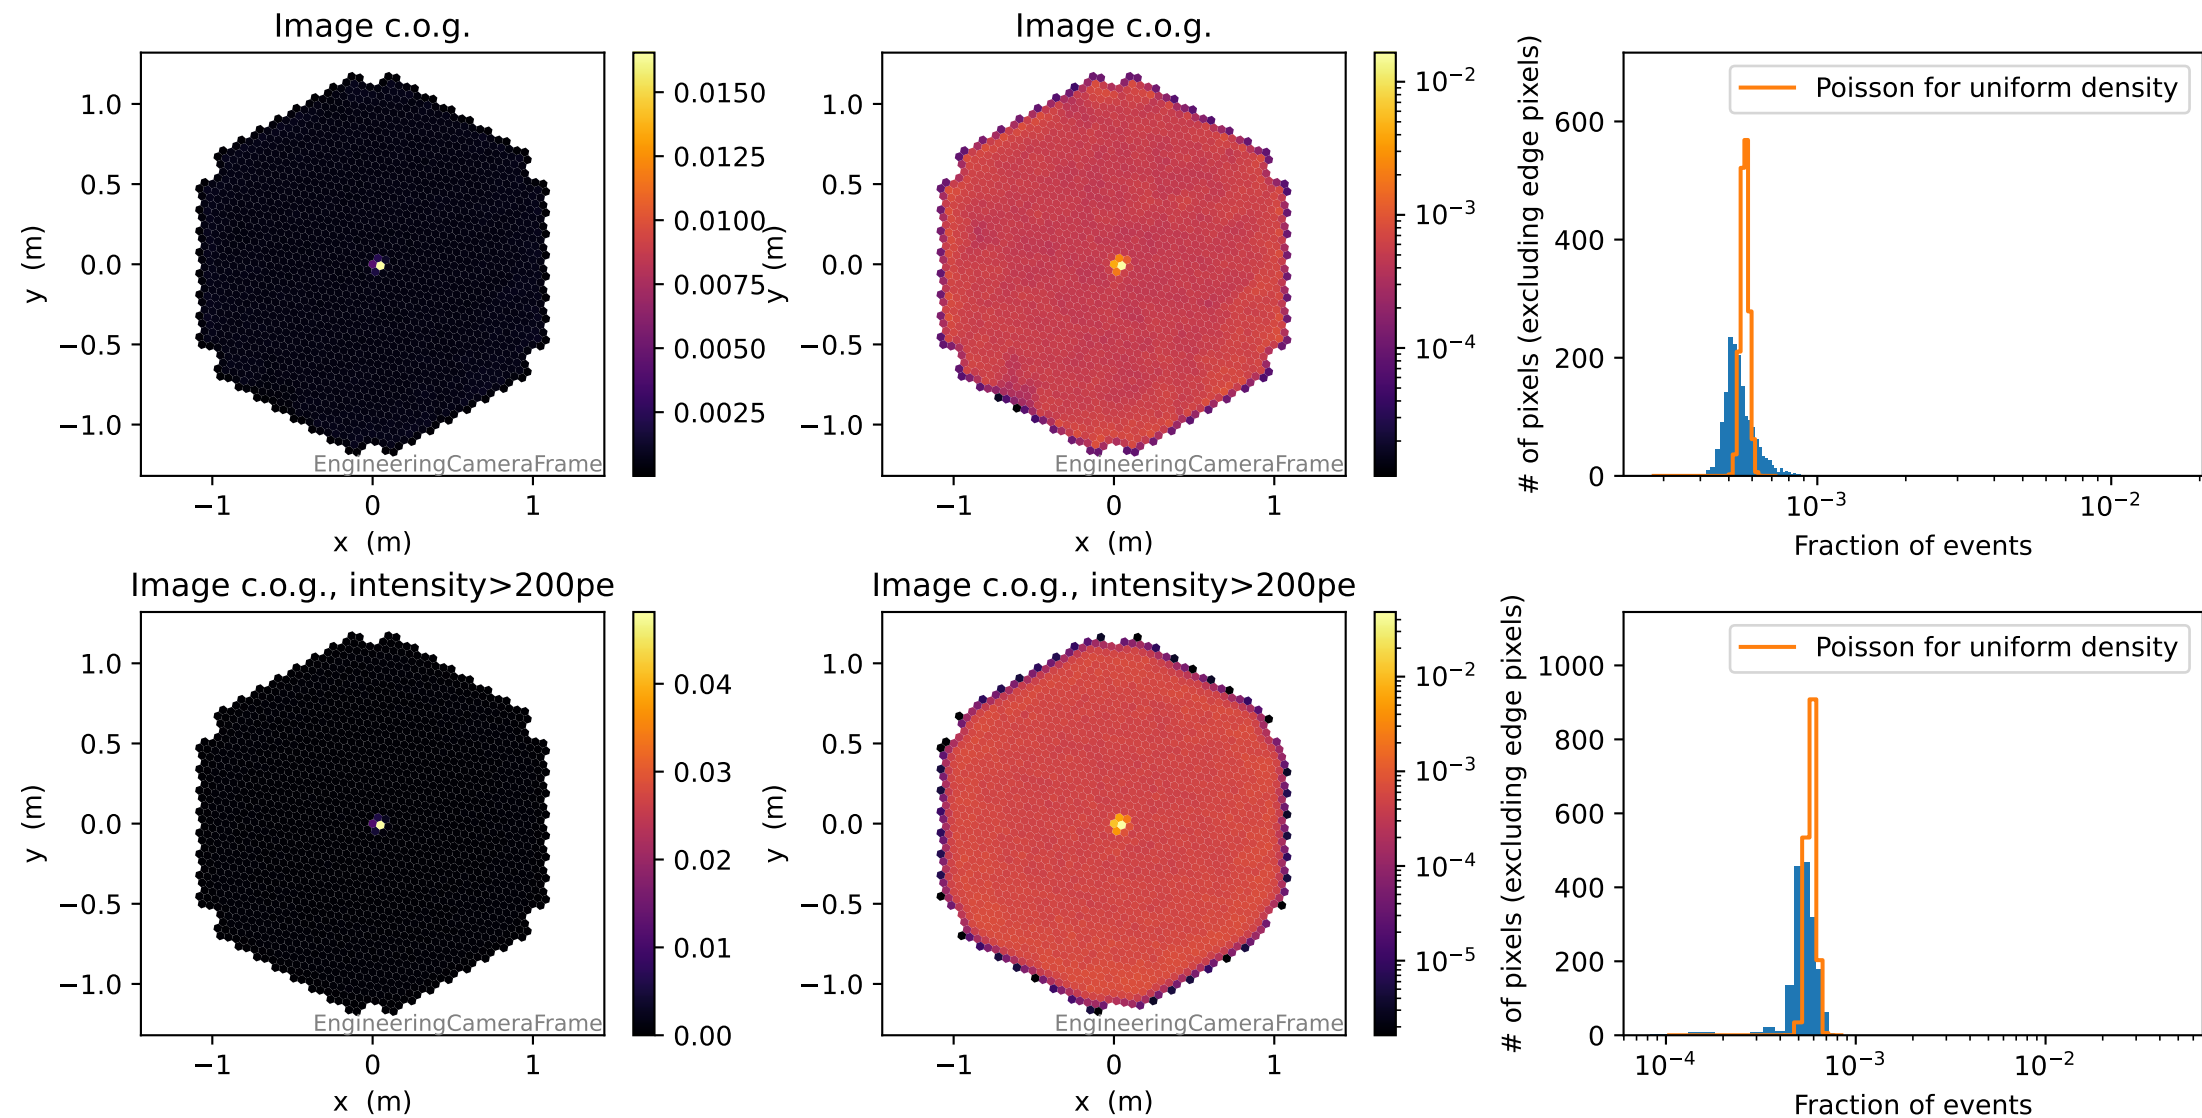 Image c.o.g.
y (m)
1.0
0.5
0.0
−0.5
−1.0
−1
0
1
x (m)
EngineeringCameraFrame
0.0150
0.0125
0.0100
0.0075
0.0050
0.0025
Image c.o.g.
y (m)
1.0
0.5
0.0
−0.5
−1.0
−1
0
1
x (m)
EngineeringCameraFrame
10⁻²
10⁻³
10⁻⁴
# of pixels (excluding edge pixels)
600
400
200
0
Poisson for uniform density
10⁻³
10⁻²
Fraction of events
Image c.o.g., intensity>200pe
y (m)
1.0
0.5
0.0
−0.5
−1.0
−1
0
1
x (m)
EngineeringCameraFrame
0.04
0.03
0.02
0.01
0.00
Image c.o.g., intensity>200pe
y (m)
1.0
0.5
0.0
−0.5
−1.0
−1
0
1
x (m)
EngineeringCameraFrame
10⁻²
10⁻³
10⁻⁴
10⁻⁵
# of pixels (excluding edge pixels)
1000
800
600
400
200
0
Poisson for uniform density
10⁻⁴
10⁻³
10⁻²
Fraction of events